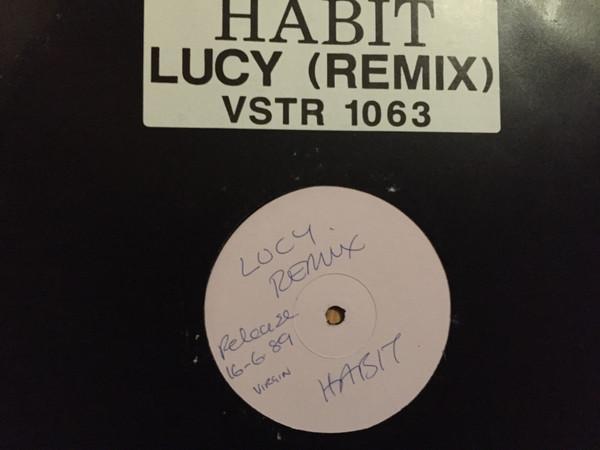 HABIT
LUCY (REMIX)
VSTR 1063
LUCY.
REMIX
Release
16-6-89
VIRGIN
HABIT